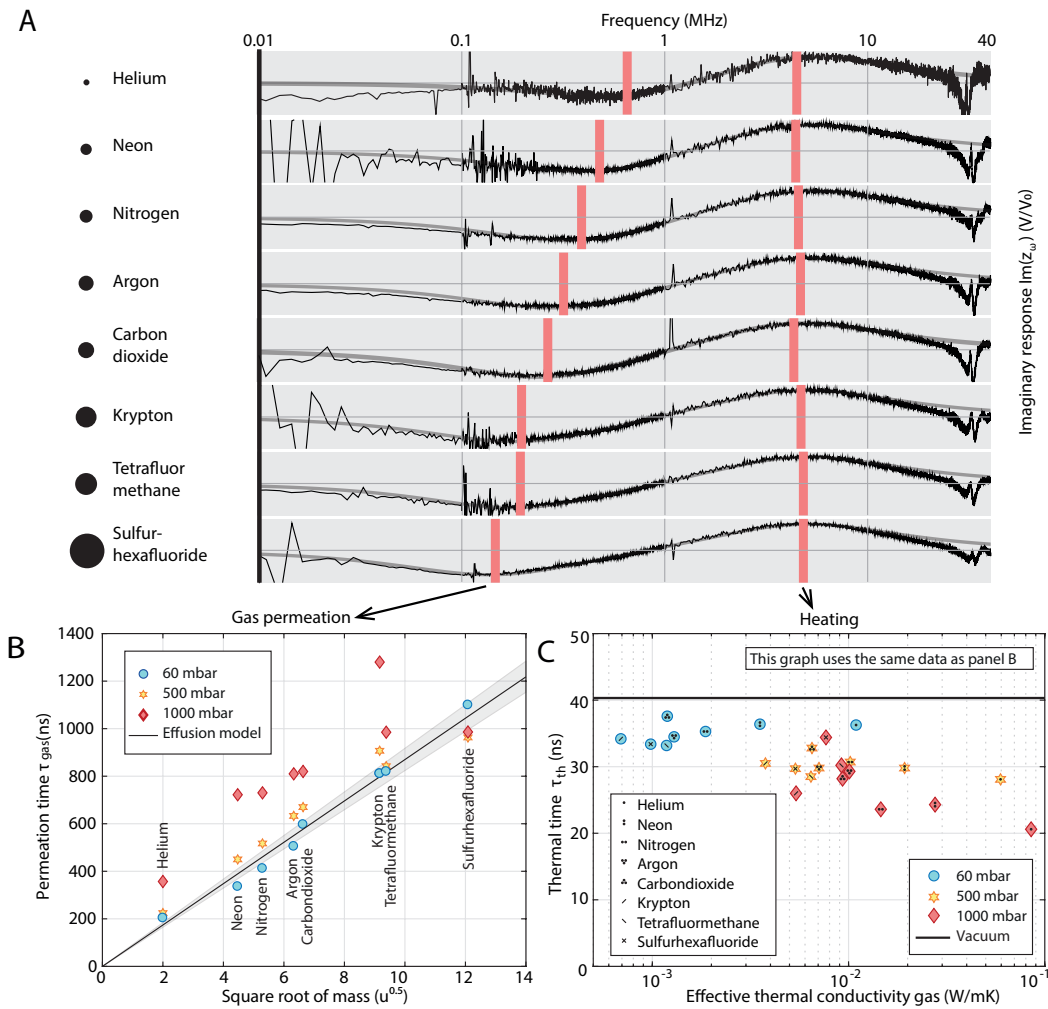 A
Frequency (MHz)
0.01
0.1
1
10
40
Helium
Neon
Nitrogen
Argon
Carbon
dioxide
Krypton
Tetrafluor
methane
Sulfur-
hexafluoride
Imaginary response Im(z_ω) (V/V₀)
Gas permeation
Heating
B
1400
1200
1000
800
600
400
200
0
Permeation time τ gas(ns)
60 mbar
500 mbar
1000 mbar
Effusion model
Helium
Neon
Nitrogen
Argon
Carbondioxide
Krypton
Tetrafluormethane
Sulfurhexafluoride
0
2
4
6
8
10
12
14
Square root of mass (u^0.5)
C
This graph uses the same data as panel B
50
40
30
20
10
0
Thermal time τ_th(ns)
Helium
Neon
Nitrogen
Argon
Carbondioxide
Krypton
Tetrafluormethane
Sulfurhexafluoride
60 mbar
500 mbar
1000 mbar
Vacuum
10^-3
10^-2
10^-1
Effective thermal conductivity gas (W/mK)